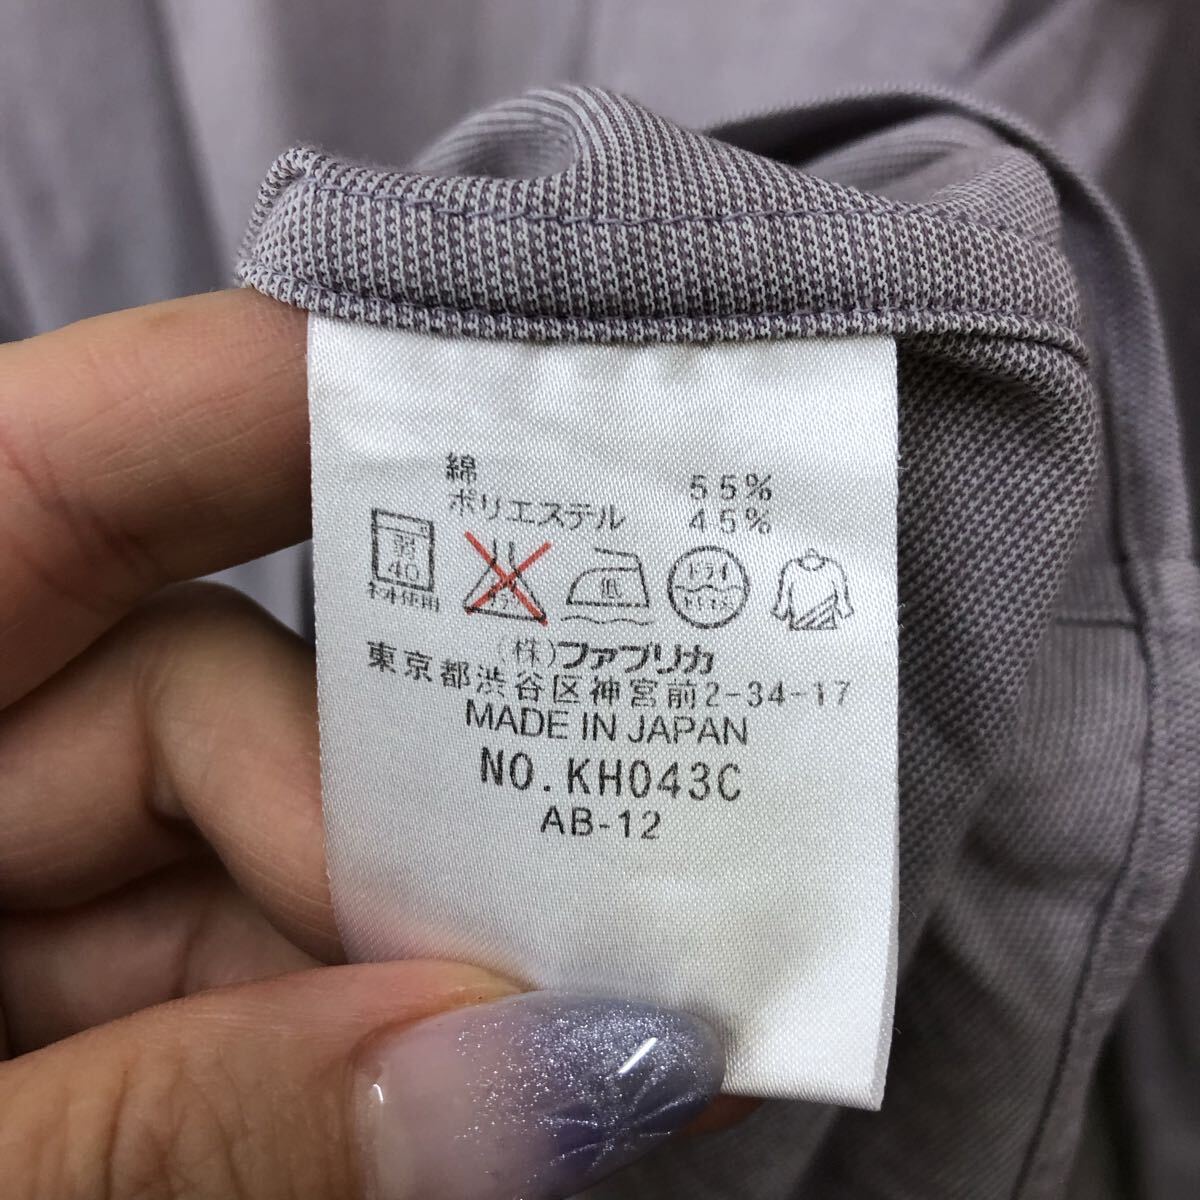 綿 55%
ポリエステル 45%
弱
40
ネット使用
低
ドライ
(株)ファブリカ
東京都渋谷区神宮前2-34-17
MADE IN JAPAN
NO.KH043C
AB-12